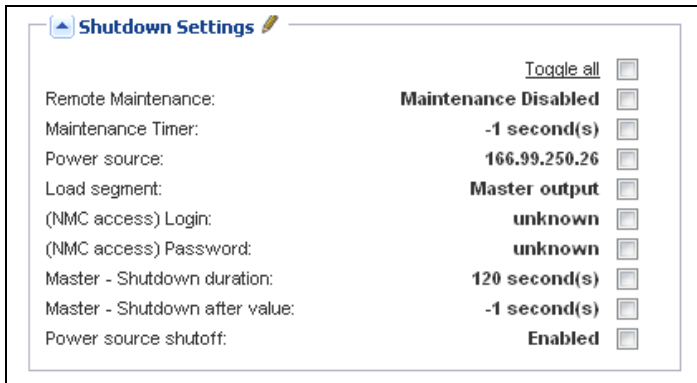 Shutdown Settings
Toggle all
Remote Maintenance: Maintenance Disabled
Maintenance Timer: -1 second(s)
Power source: 166.99.250.26
Load segment: Master output
(NMC access) Login: unknown
(NMC access) Password: unknown
Master - Shutdown duration: 120 second(s)
Master - Shutdown after value: -1 second(s)
Power source shutoff: Enabled